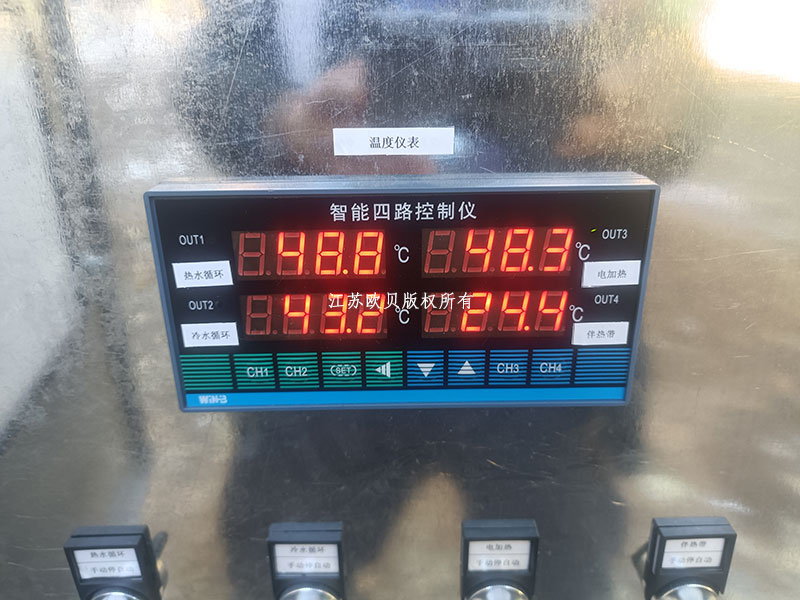 温度仪表
智能四路控制仪
OUT1
48.8 ℃
48.3 ℃
OUT3
热水循环
电加热
江苏欧贝版权所有
OUT2
43.2 ℃
24.4 ℃
OUT4
冷水循环
伴热带
CH1 CH2 SET CH3 CH4
热水循环
手动停自动
冷水循环
手动停自动
电加热
手动停自动
伴热带
手动停自动